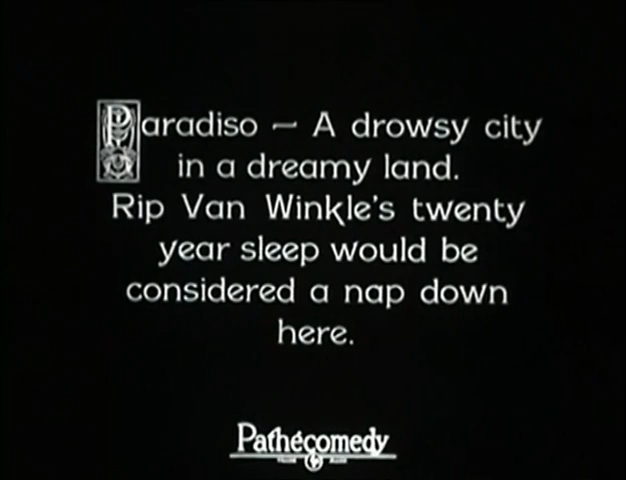 Paradiso — A drowsy city
in a dreamy land.
Rip Van Winkle's twenty
year sleep would be
considered a nap down
here.
Pathécomedy